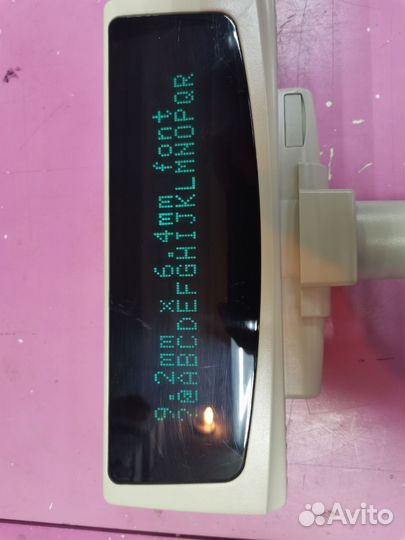 9.2mm x 6.4mm font
?@ABCDEFGHIJKLMNOPQR
Avito